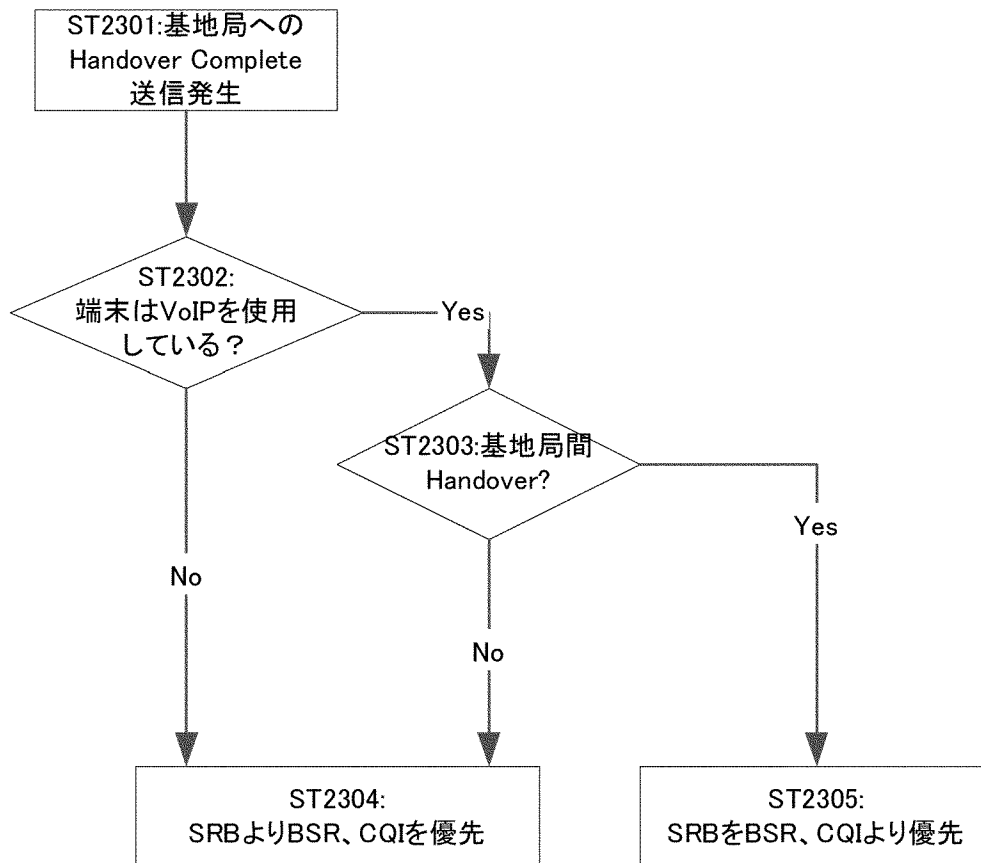 ST2301:基地局への
Handover Complete
送信発生
ST2302:
端末はVoIPを使用
している？
Yes
ST2303:基地局間
Handover?
Yes
No
No
ST2304:
SRBよりBSR、CQIを優先
ST2305:
SRBをBSR、CQIより優先